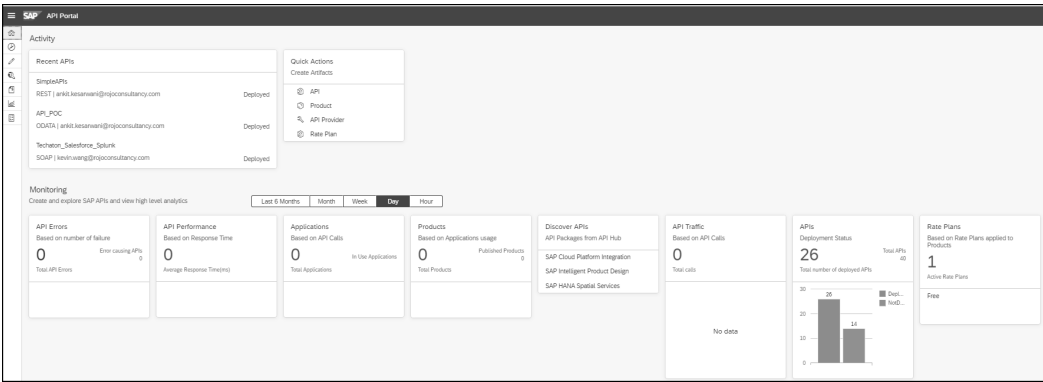 SAP API Portal
Activity
Recent APIs
SimpleAPIs
REST | ankit.kesarwani@rojoconsultancy.com Deployed
API_POC
ODATA | ankit.kesarwani@rojoconsultancy.com Deployed
Techaton_Salesforce_Splunk
SOAP | kevin.wang@rojoconsultancy.com Deployed
Quick Actions
Create Artifacts
API
Product
API Provider
Rate Plan
Monitoring
Create and explore SAP APIs and view high level analytics
Last 6 Months Month Week Day Hour
API Errors
Based on number of failure
0 Error causing APIs
0
Total API Errors
API Performance
Based on Response Time
0
Average Response Time(ms)
Applications
Based on API Calls
0 In Use Applications
Total Applications
Products
Based on Applications usage
0 Published Products
0
Total Products
Discover APIs
API Packages from API Hub
SAP Cloud Platform Integration
SAP Intelligent Product Design
SAP HANA Spatial Services
API Traffic
Based on API Calls
0
Total calls
No data
APIs
Deployment Status
26 Total APIs
40
Total number of deployed APIs
30
20
10
0
26
14
Depl...
NotD...
Rate Plans
Based on Rate Plans applied to
Products
1
Active Rate Plans
Free